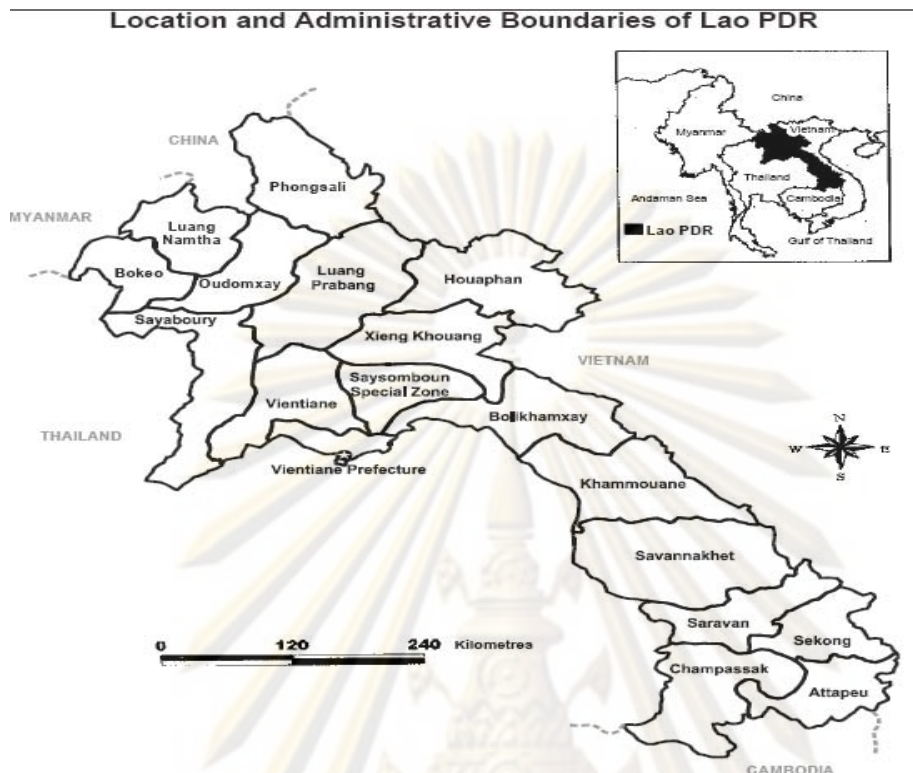 Location and Administrative Boundaries of Lao PDR
China
Myanmar
Vietnam
Thailand
Andaman Sea
Cambodia
Lao PDR
Gulf of Thailand
CHINA
Phongsali
MYANMAR
Luang
Namtha
Bokeo
Oudomxay
Luang
Prabang
Houaphan
Sayaboury
Xieng Khouang
VIETNAM
Saysomboun
Special Zone
Vientiane
Bolikhamxay
THAILAND
N
W
E
S
Vientiane Prefecture
Khammouane
Savannakhet
Saravan
Sekong
0 120 240 Kilometres
Champassak
Attapeu
CAMBODIA